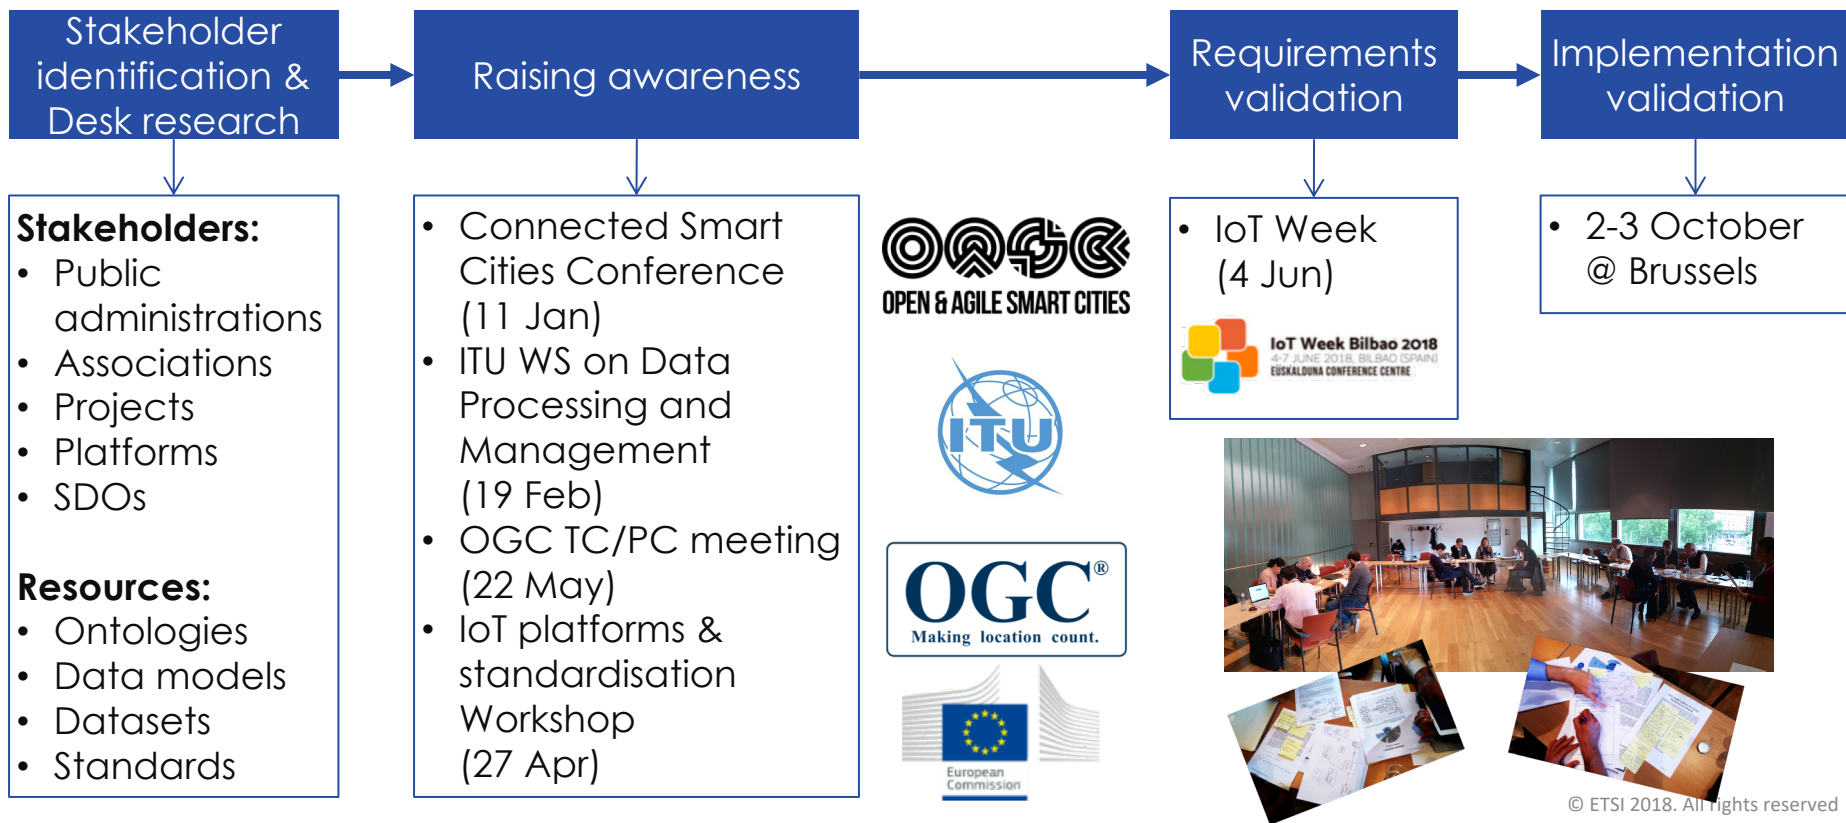 Stakeholder
identification &
Desk research
Raising awareness
Requirements
validation
Implementation
validation
Stakeholders:
• Public
administrations
• Associations
• Projects
• Platforms
• SDOs
Resources:
• Ontologies
• Data models
• Datasets
• Standards
• Connected Smart
Cities Conference
(11 Jan)
• ITU WS on Data
Processing and
Management
(19 Feb)
• OGC TC/PC meeting
(22 May)
• IoT platforms &
standardisation
Workshop
(27 Apr)
OASC
OPEN & AGILE SMART CITIES
ITU
OGC®
Making location count.
European
Commission
• IoT Week
(4 Jun)
IoT Week Bilbao 2018
4-7 JUNE 2018, BILBAO (SPAIN)
EUSKALDUNA CONFERENCE CENTRE
• 2-3 October
@ Brussels
© ETSI 2018. All rights reserved